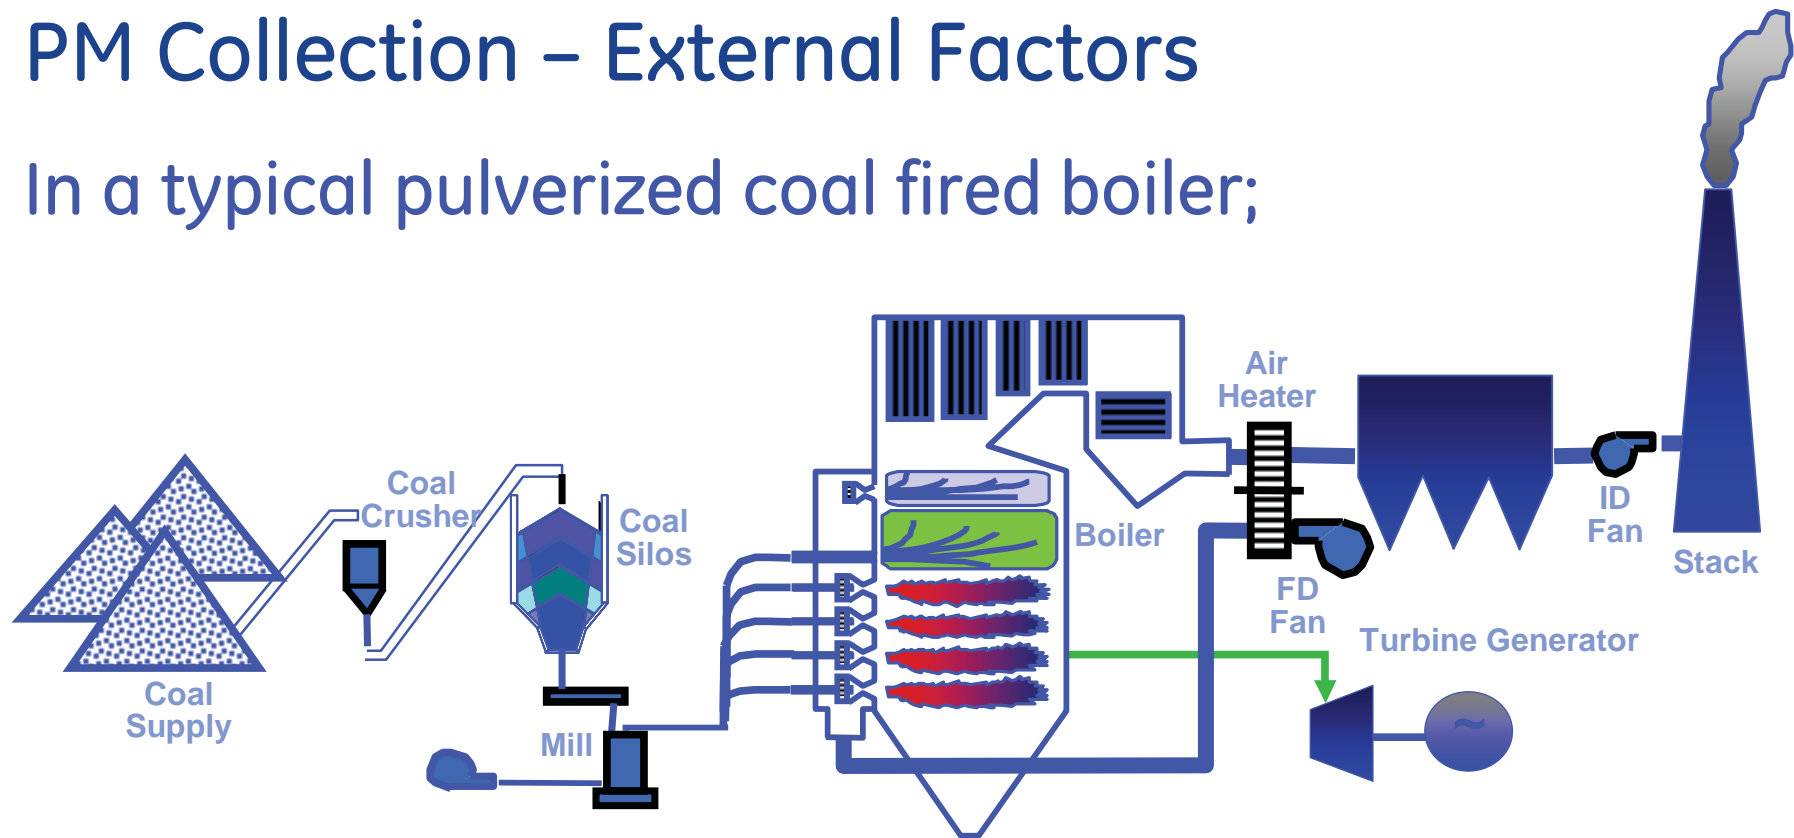 PM Collection – External Factors
In a typical pulverized coal fired boiler;
Air
Heater
Coal
Crusher
Coal
Silos
Boiler
ID
Fan
Stack
FD
Fan
Turbine Generator
Coal
Supply
Mill
~